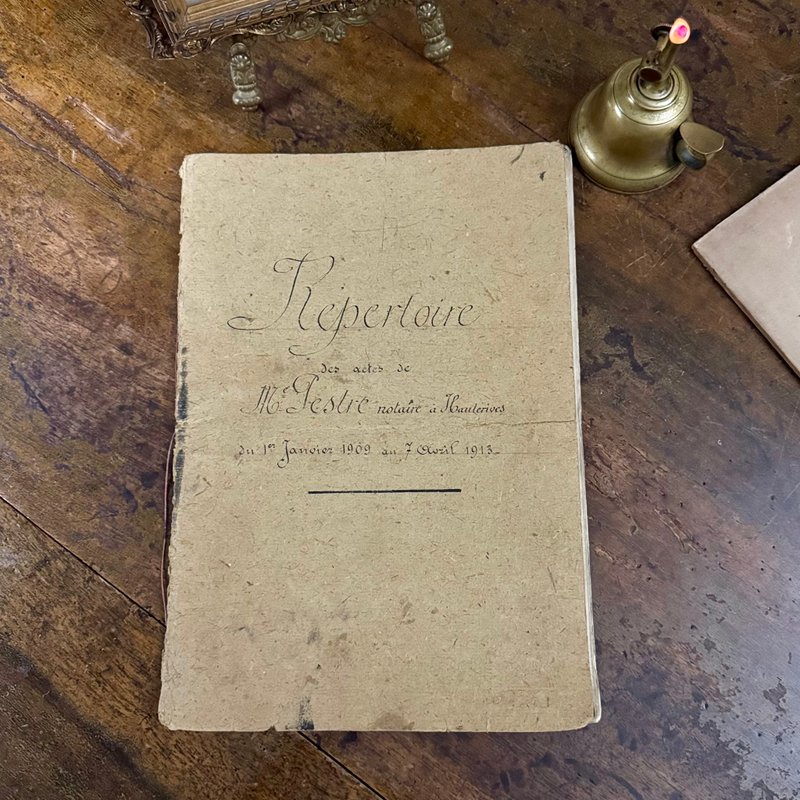 Répertoire
des actes de
Me Pestre notaire à Hauterives
du 1er Janvier 1909 au 7 Avril 1913